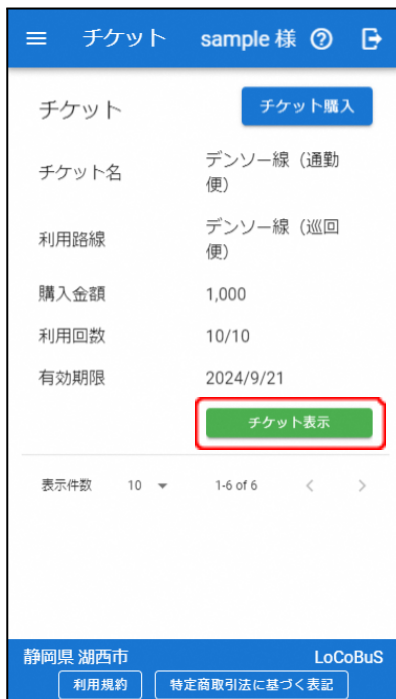 チケット sample 様
チケット チケット購入
チケット名 デンソー線（通勤
便）
利用路線 デンソー線（巡回
便）
購入金額 1,000
利用回数 10/10
有効期限 2024/9/21
チケット表示
表示件数 10 1-6 of 6
静岡県 湖西市 LoCoBuS
利用規約 特定商取引法に基づく表記